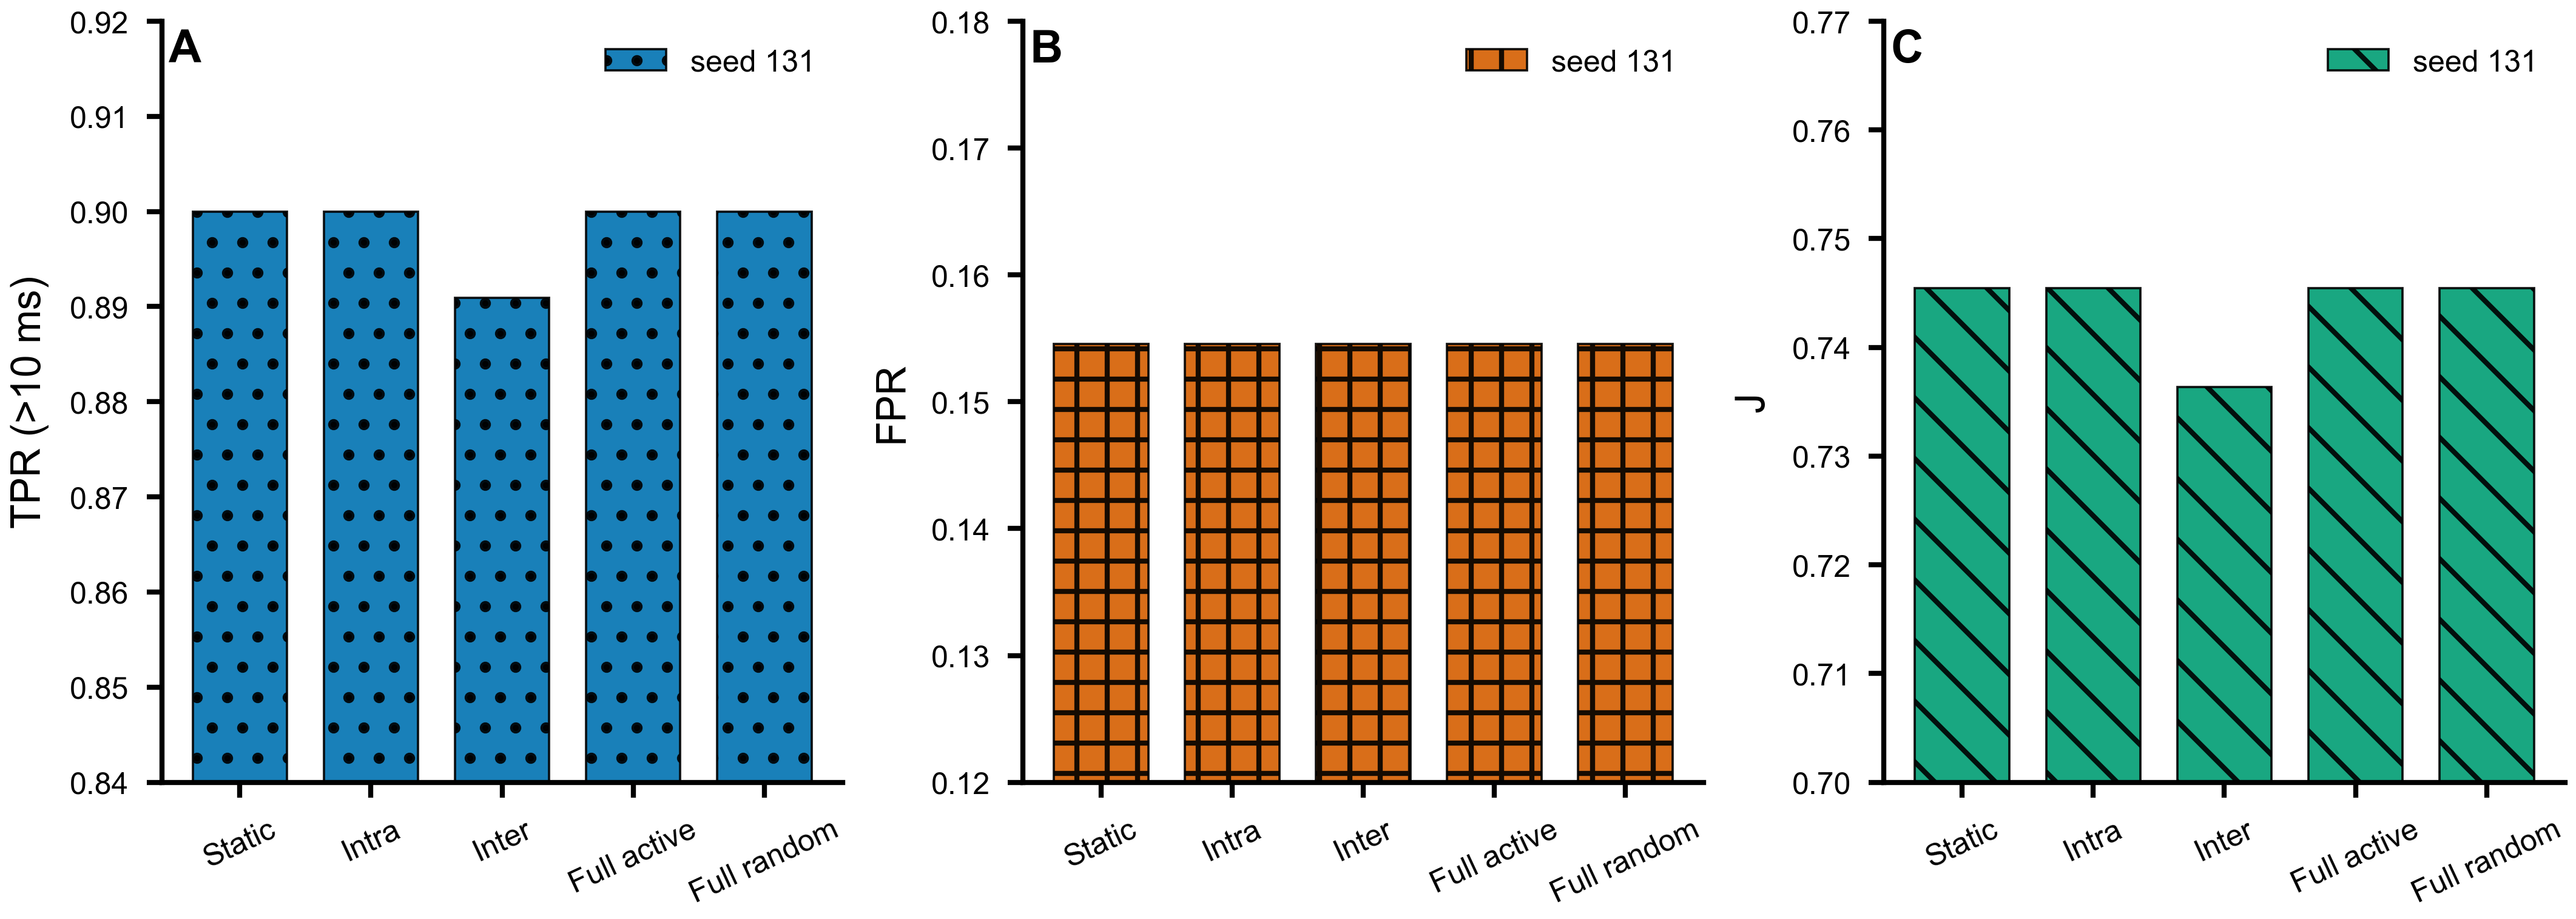 A
seed 131
TPR (>10 ms)
0.92
0.91
0.90
0.89
0.88
0.87
0.86
0.85
0.84
Static
Intra
Inter
Full active
Full random
B
seed 131
FPR
0.18
0.17
0.16
0.15
0.14
0.13
0.12
Static
Intra
Inter
Full active
Full random
C
seed 131
J
0.77
0.76
0.75
0.74
0.73
0.72
0.71
0.70
Static
Intra
Inter
Full active
Full random